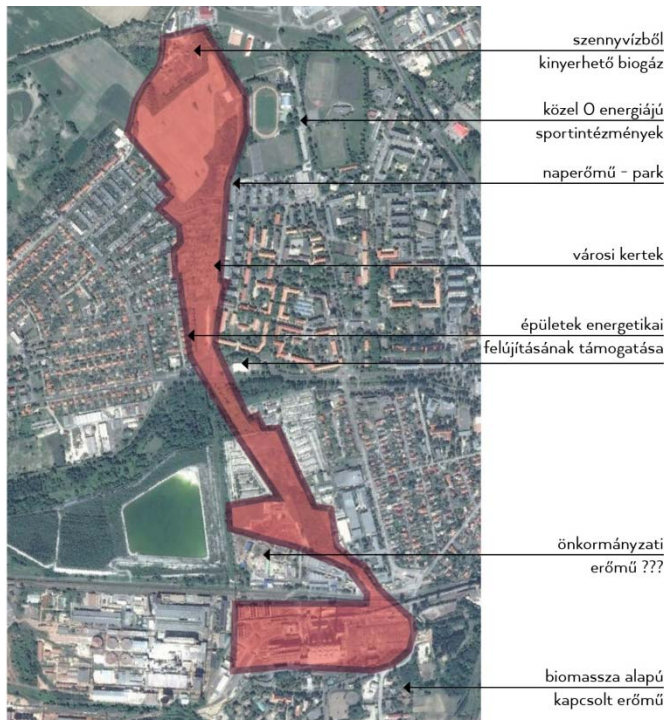 szennyvízből
kinyerhető biogáz
közel 0 energiájú
sportintézmények
naperőmű - park
városi kertek
épületek energetikai
felújításának támogatása
önkormányzati
erőmű ???
biomassza alapú
kapcsolt erőmű